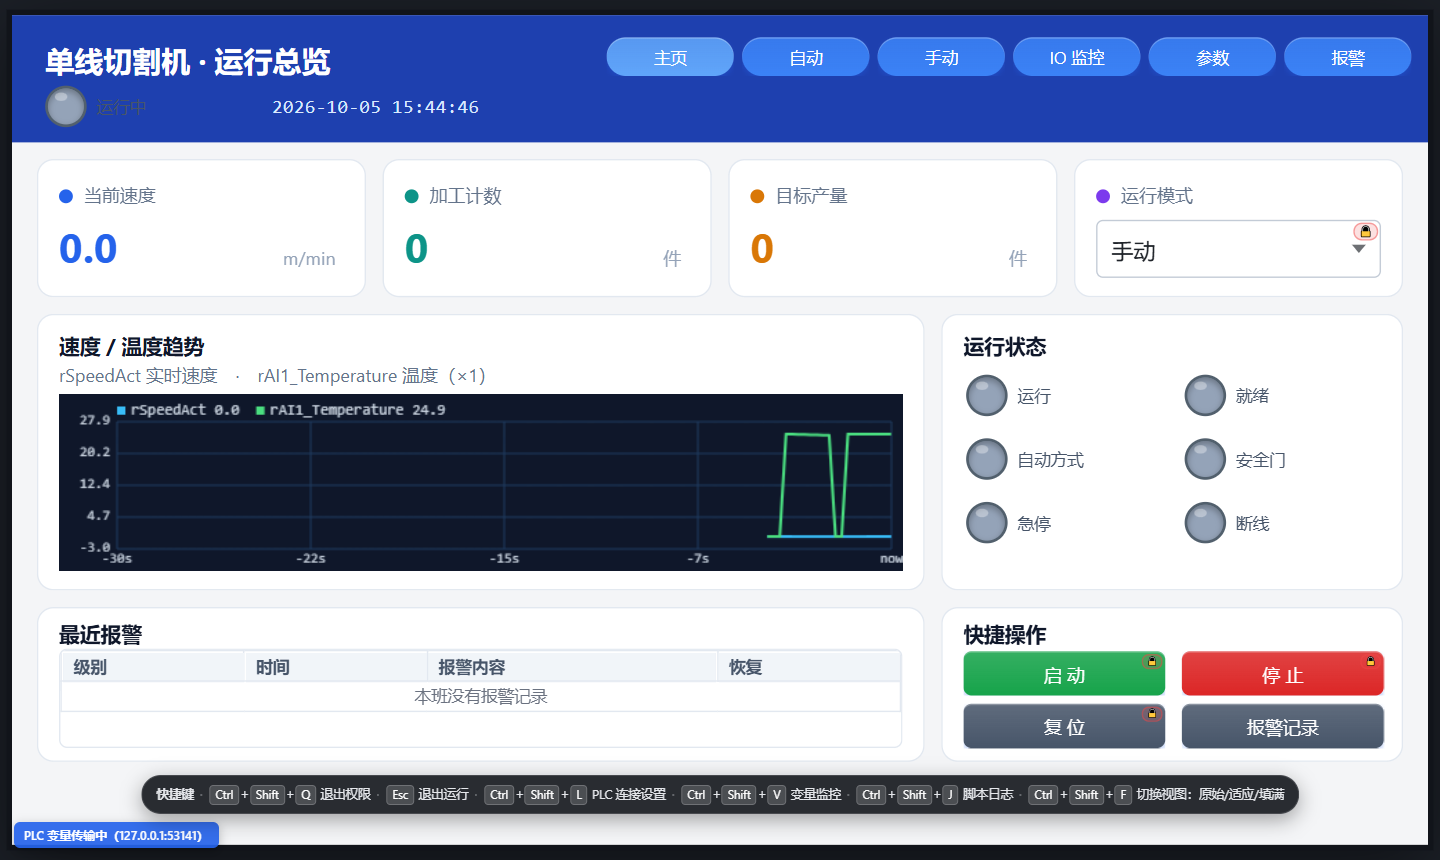 单线切割机 · 运行总览
主页 自动 手动 IO 监控 参数 报警
运行中 2026-10-05 15:44:46
当前速度
0.0 m/min
加工计数
0 件
目标产量
0 件
运行模式
手动
速度 / 温度趋势
rSpeedAct 实时速度 · rAI1_Temperature 温度（×1）
rSpeedAct 0.0 rAI1_Temperature 24.9
27.9
20.2
12.4
4.7
-3.0
-30s -22s -15s -7s now
运行状态
运行 就绪
自动方式 安全门
急停 断线
最近报警
级别 时间 报警内容 恢复
本班没有报警记录
快捷操作
启 动 停 止
复 位 报警记录
快捷键 · Ctrl + Shift + Q 退出权限 · Esc 退出运行 · Ctrl + Shift + L PLC 连接设置 · Ctrl + Shift + V 变量监控 · Ctrl + Shift + J 脚本日志 · Ctrl + Shift + F 切换视图：原始/适应/填满
PLC 变量传输中（127.0.0.1:53141）